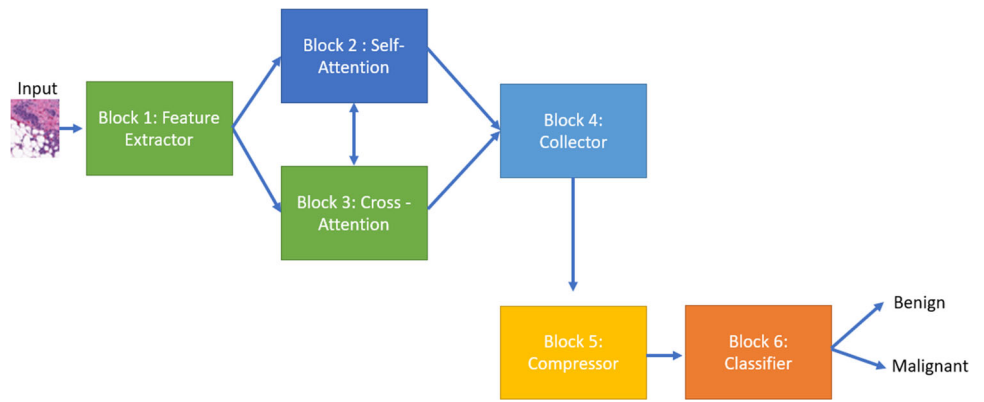 Input
Block 1: Feature
Extractor
Block 2 : Self-
Attention
Block 3: Cross -
Attention
Block 4:
Collector
Block 5:
Compressor
Block 6:
Classifier
Benign
Malignant